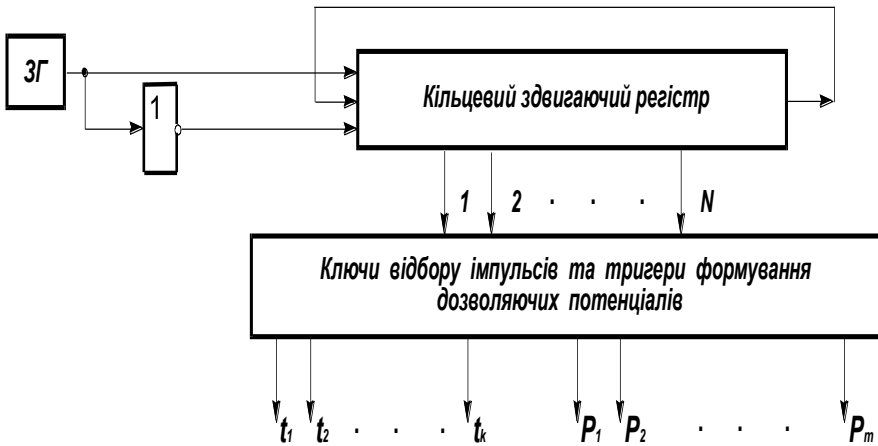 ЗГ
1
Кільцевий здвигаючий регістр
1 2 · · · N
Ключи відбору імпульсів та тригери формування
дозволяючих потенціалів
t1 t2 · · · tk P1 P2 · · · Pm